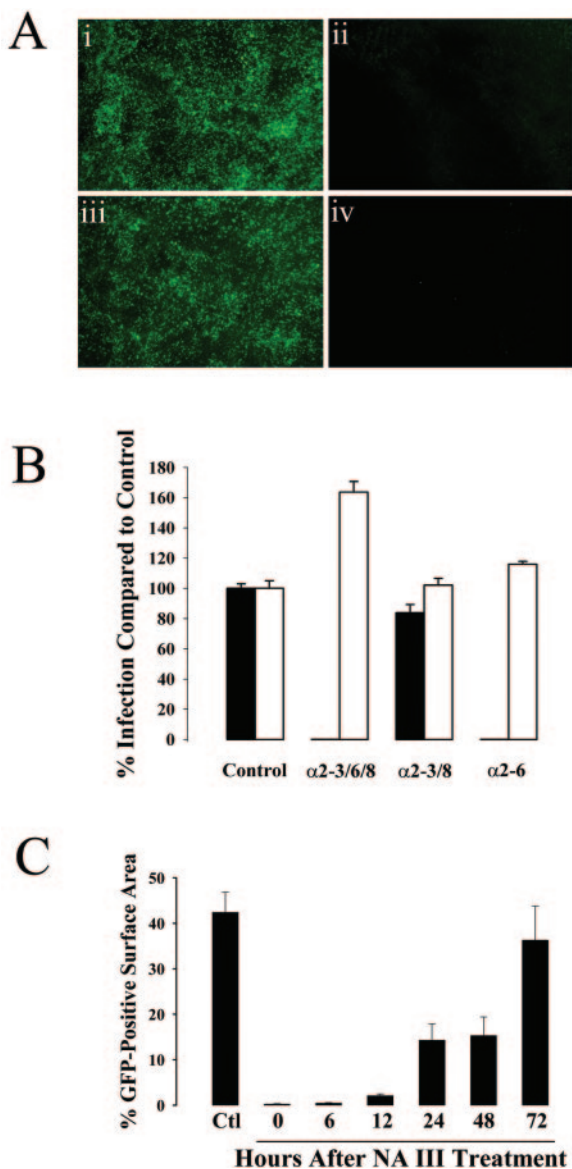 A
i
ii
iii
iv
B
% Infection Compared to Control
180
160
140
120
100
80
60
40
20
0
Control
α2-3/6/8
α2-3/8
α2-6
C
% GFP-Positive Surface Area
50
40
30
20
10
0
Ctl 0 6 12 24 48 72
Hours After NA III Treatment